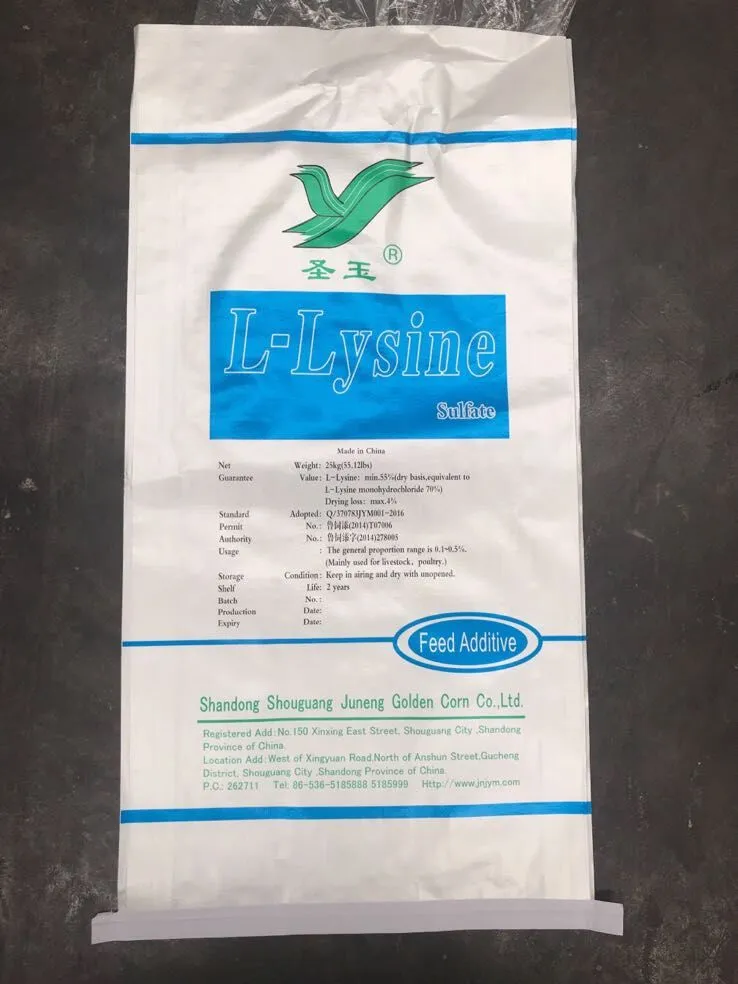 ®
圣玉
L-Lysine
Sulfate
Made in China
Net Weight: 25kg(55.12lbs)
Guarantee Value: L-Lysine: min.55%(dry basis,equivalent to
L-Lysine monohydrochloride 70%)
Drying loss: max.4%
Standard Adopted: Q/370783JYM001-2016
Permit No.: 鲁饲添(2014)T07006
Authority No.: 鲁饲添字(2014)278005
Usage : The general proportion range is 0.1~0.5%.
(Mainly used for livestock, poultry.)
Storage Condition: Keep in airing and dry with unopened.
Shelf Life: 2 years
Batch No.:
Production Date:
Expiry Date:
Feed Additive
Shandong Shouguang Juneng Golden Corn Co.,Ltd.
Registered Add:No.150 Xinxing East Street, Shouguang City ,Shandong
Province of China.
Location Add:West of Xingyuan Road,North of Anshun Street,Gucheng
District, Shouguang City ,Shandong Province of China.
P.C.: 262711 Tel: 86-536-5185888 5185999 Http://www.jnjym.com